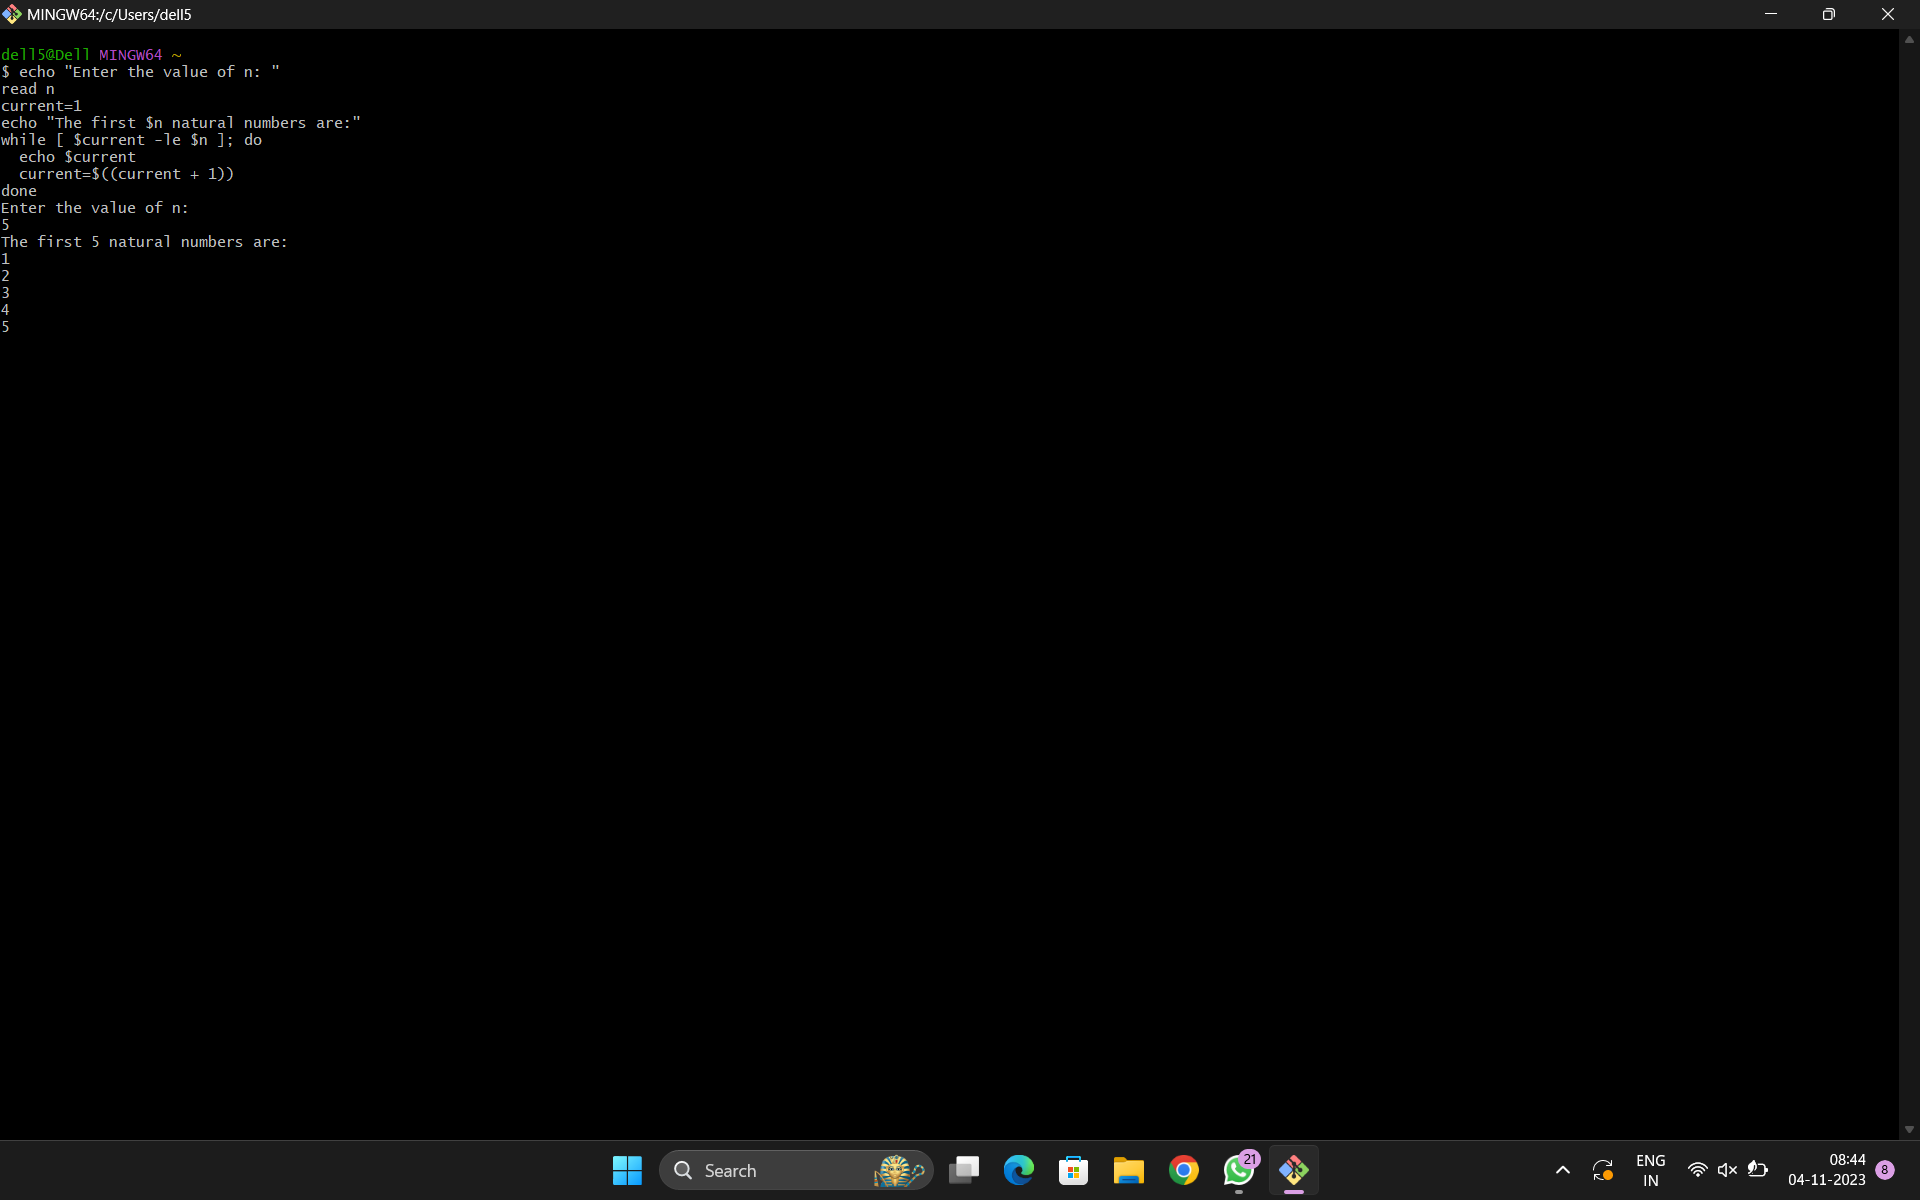 MINGW64:/c/Users/dell5
dell5@Dell MINGW64 ~
$ echo "Enter the value of n: "
read n
current=1
echo "The first $n natural numbers are:"
while [ $current -le $n ]; do
  echo $current
  current=$((current + 1))
done
Enter the value of n:
5
The first 5 natural numbers are:
1
2
3
4
5
Search
21
ENG
IN
08:44
04-11-2023
8